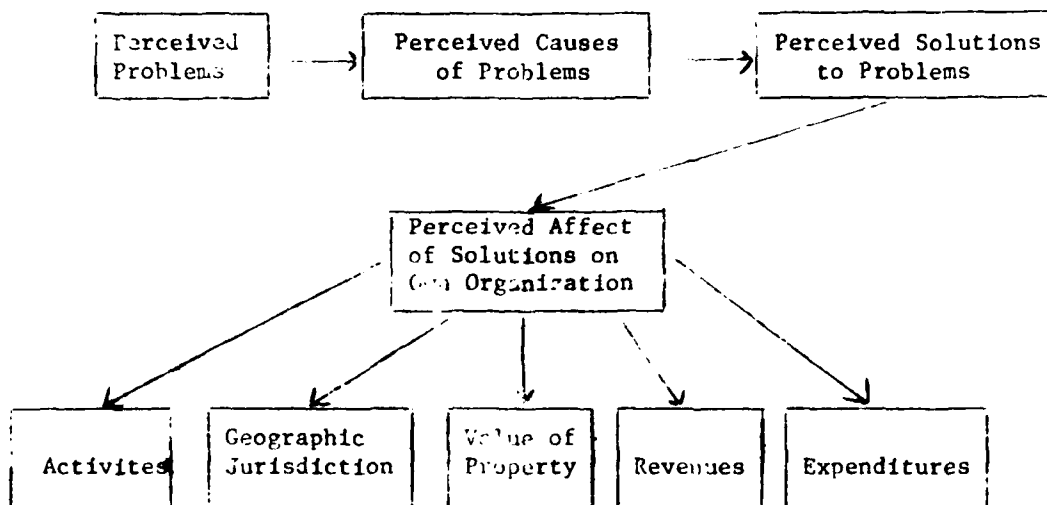 Perceived
Problems
Perceived Causes
of Problems
Perceived Solutions
to Problems
Perceived Affect
of Solutions on
Organization
Activites
Geographic
Jurisdiction
Value of
Property
Revenues
Expenditures